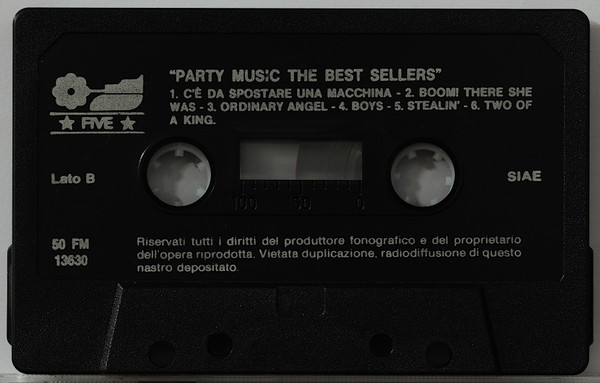 "PARTY MUSIC THE BEST SELLERS"
1. C'È DA SPOSTARE UNA MACCHINA - 2. BOOM! THERE SHE
WAS - 3. ORDINARY ANGEL - 4. BOYS - 5. STEALIN' - 6. TWO OF
A KING.
★ FIVE ★
Lato B
SIAE
100 50 0
50 FM
13630
Riservati tutti i diritti del produttore fonografico e del proprietario
dell'opera riprodotta. Vietata duplicazione, radiodiffusione di questo
nastro depositato.